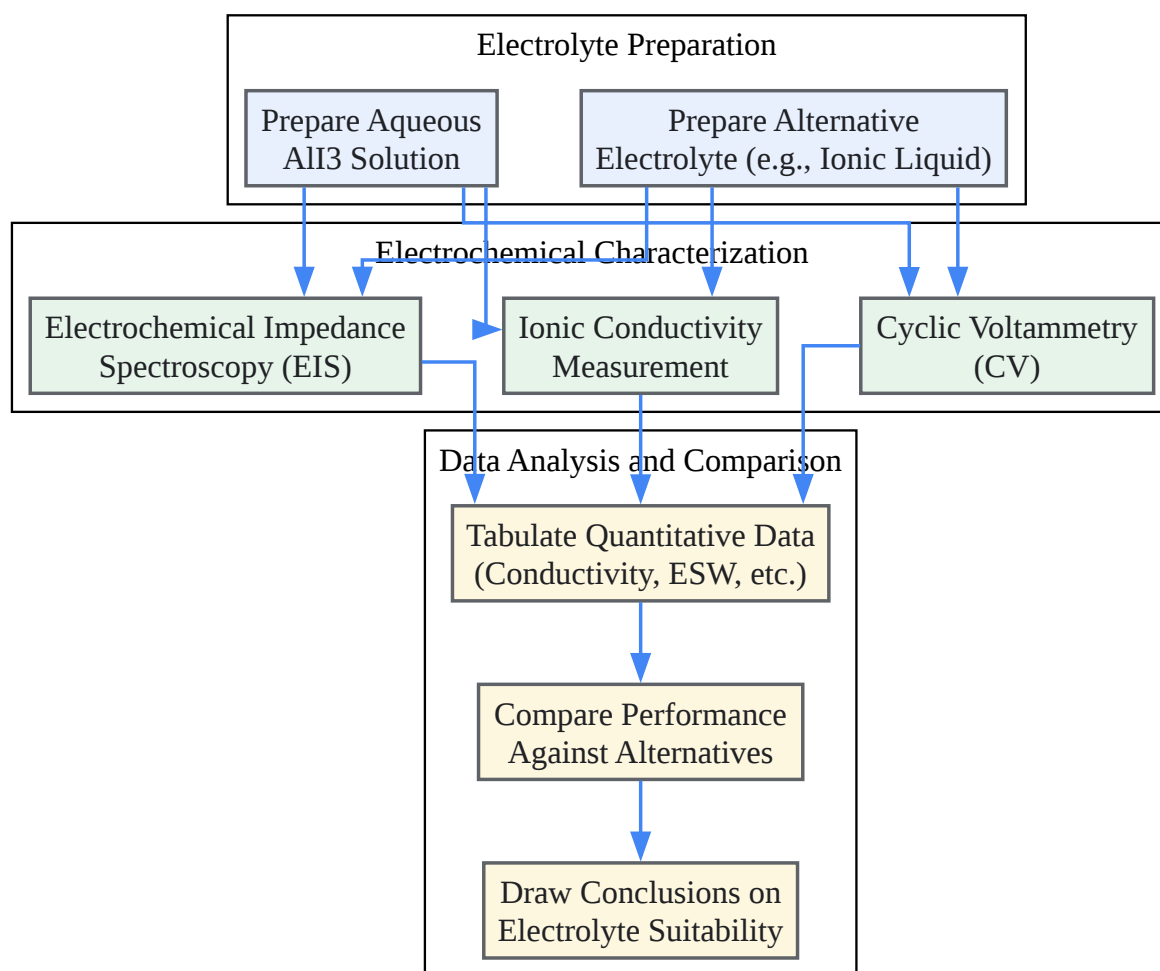 Electrolyte Preparation
Prepare Aqueous
AlI3 Solution
Prepare Alternative
Electrolyte (e.g., Ionic Liquid)
Electrochemical Characterization
Electrochemical Impedance
Spectroscopy (EIS)
Ionic Conductivity
Measurement
Cyclic Voltammetry
(CV)
Data Analysis and Comparison
Tabulate Quantitative Data
(Conductivity, ESW, etc.)
Compare Performance
Against Alternatives
Draw Conclusions on
Electrolyte Suitability